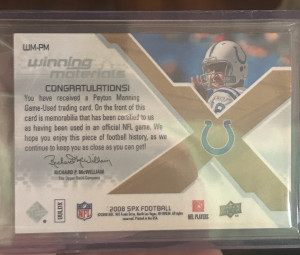 WM-PM
winning
materials
CONGRATULATIONS!
You have received a Peyton Manning
Game-Used trading card. On the front of this
card is memorabilia that has been certified to
us as having been used in an official NFL game. We
hope you enjoy this piece of football history, as we
continue to keep you as close as you can get!
RICHARD P. McWILLIAM
2008 SPX FOOTBALL
NFL
NFL PLAYERS